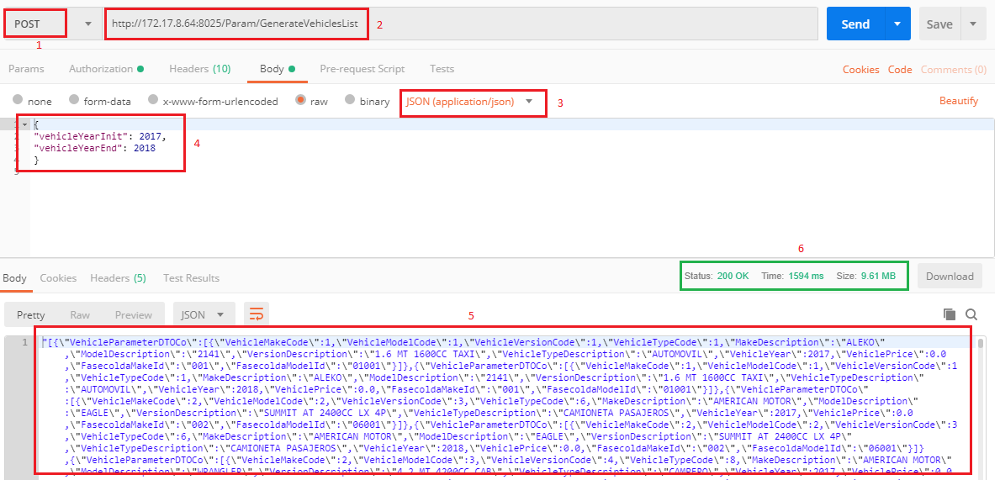 POST
http://172.17.8.64:8025/Param/GenerateVehiclesList
2
Send
Save
1
Params Authorization Headers (10) Body Pre-request Script Tests Cookies Code Comments (0)
none form-data x-www-form-urlencoded raw binary JSON (application/json) 3 Beautify
1 {
2 "vehicleYearInit": 2017,
3 "vehicleYearEnd": 2018
4 }
5
4
6
Body Cookies Headers (5) Test Results Status: 200 OK Time: 1594 ms Size: 9.61 MB Download
Pretty Raw Preview JSON 5
1 "[{\"VehicleParameterDTOCo\":[{\"VehicleMakeCode\":1,\"VehicleModelCode\":1,\"VehicleVersionCode\":1,\"VehicleTypeCode\":1,\"MakeDescription\":\"ALEKO\"
,\"ModelDescription\":\"2141\",\"VersionDescription\":\"1.6 MT 1600CC TAXI\",\"VehicleTypeDescription\":\"AUTOMOVIL\",\"VehicleYear\":2017,\"VehiclePrice\":0.0
,\"FasecoldaMakeId\":\"001\",\"FasecoldaModelId\":\"01001\"}]},{\"VehicleParameterDTOCo\":[{\"VehicleMakeCode\":1,\"VehicleModelCode\":1,\"VehicleVersionCode\":1
,\"VehicleTypeCode\":1,\"MakeDescription\":\"ALEKO\",\"ModelDescription\":\"2141\",\"VersionDescription\":\"1.6 MT 1600CC TAXI\",\"VehicleTypeDescription\"
:\"AUTOMOVIL\",\"VehicleYear\":2018,\"VehiclePrice\":0.0,\"FasecoldaMakeId\":\"001\",\"FasecoldaModelId\":\"01001\"}]},{\"VehicleParameterDTOCo\"
:[{\"VehicleMakeCode\":2,\"VehicleModelCode\":2,\"VehicleVersionCode\":3,\"VehicleTypeCode\":6,\"MakeDescription\":\"AMERICAN MOTOR\",\"ModelDescription\"
:\"EAGLE\",\"VersionDescription\":\"SUMMIT AT 2400CC LX 4P\",\"VehicleTypeDescription\":\"CAMIONETA PASAJEROS\",\"VehicleYear\":2017,\"VehiclePrice\":0.0
,\"FasecoldaMakeId\":\"002\",\"FasecoldaModelId\":\"06001\"}]},{\"VehicleParameterDTOCo\":[{\"VehicleMakeCode\":2,\"VehicleModelCode\":2,\"VehicleVersionCode\":3
,\"VehicleTypeCode\":6,\"MakeDescription\":\"AMERICAN MOTOR\",\"ModelDescription\":\"EAGLE\",\"VersionDescription\":\"SUMMIT AT 2400CC LX 4P\"
,\"VehicleTypeDescription\":\"CAMIONETA PASAJEROS\",\"VehicleYear\":2018,\"VehiclePrice\":0.0,\"FasecoldaMakeId\":\"002\",\"FasecoldaModelId\":\"06001\"}]}
,{\"VehicleParameterDTOCo\":[{\"VehicleMakeCode\":2,\"VehicleModelCode\":3,\"VehicleVersionCode\":4,\"VehicleTypeCode\":8,\"MakeDescription\":\"AMERICAN MOTOR\"
,\"ModelDescription\":\"WRANGLER\",\"VersionDescription\":\"4.2 MT 4200CC CAB\",\"VehicleTypeDescription\":\"CAMPERO\",\"VehicleYear\":2017,\"VehiclePrice\":0.0